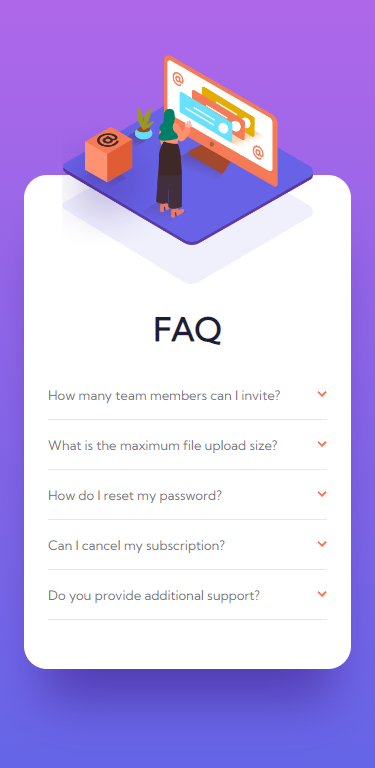 @
@
@
FAQ
How many team members can I invite?
What is the maximum file upload size?
How do I reset my password?
Can I cancel my subscription?
Do you provide additional support?